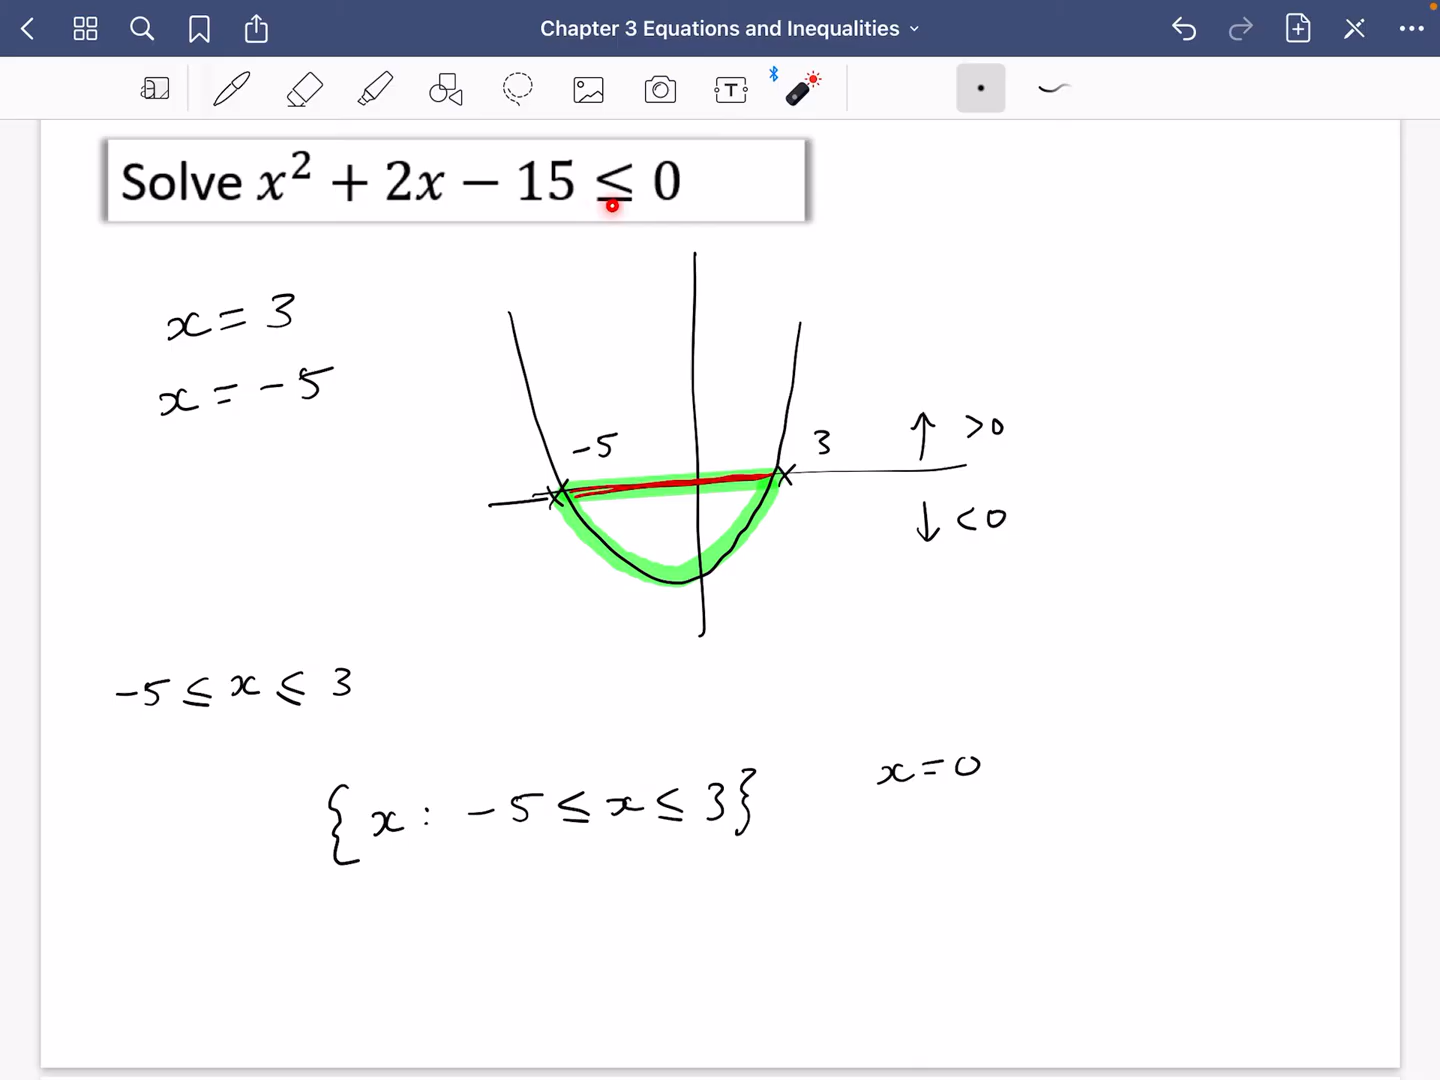 Chapter 3 Equations and Inequalities
T
Solve x² + 2x − 15 ≤ 0
x = 3
x = -5
-5
3
↑ >0
↓ <0
-5 ≤ x ≤ 3
{x : -5 ≤ x ≤ 3}
x = 0